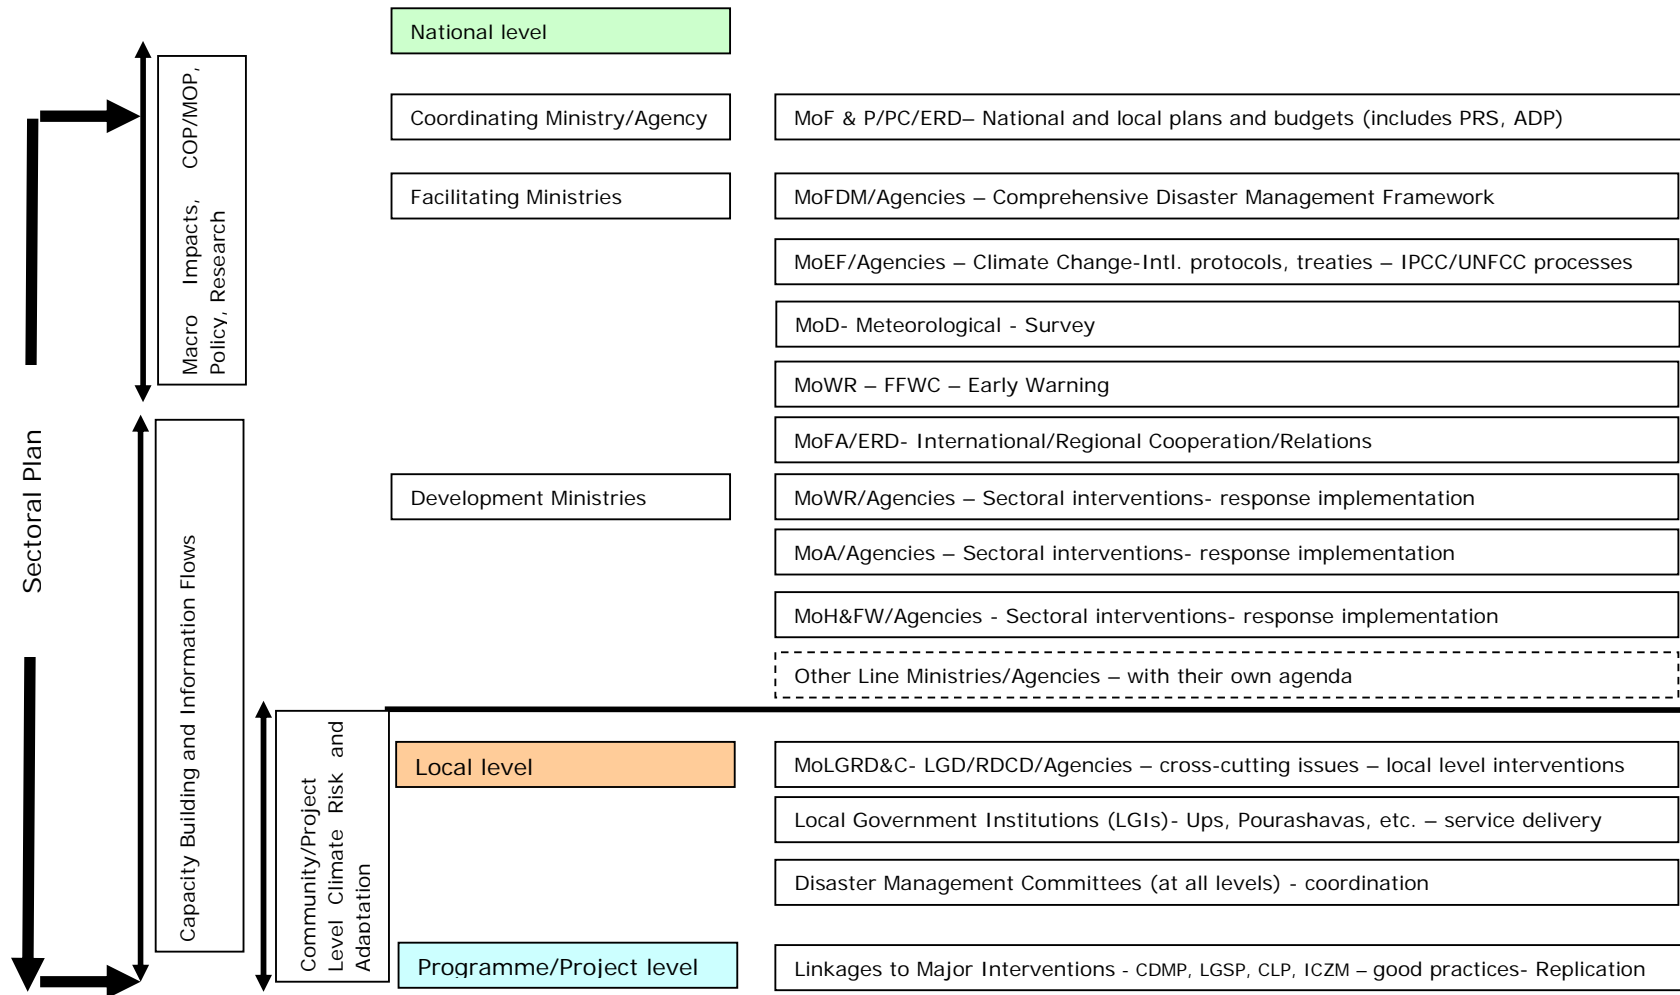 National level
Coordinating Ministry/Agency
MoF & P/PC/ERD– National and local plans and budgets (includes PRS, ADP)
Facilitating Ministries
MoFDM/Agencies – Comprehensive Disaster Management Framework
MoEF/Agencies – Climate Change-Intl. protocols, treaties – IPCC/UNFCC processes
MoD- Meteorological - Survey
MoWR – FFWC – Early Warning
MoFA/ERD- International/Regional Cooperation/Relations
Development Ministries
MoWR/Agencies – Sectoral interventions- response implementation
MoA/Agencies – Sectoral interventions- response implementation
MoH&FW/Agencies - Sectoral interventions- response implementation
Other Line Ministries/Agencies – with their own agenda
Local level
MoLGRD&C- LGD/RDCD/Agencies – cross-cutting issues – local level interventions
Local Government Institutions (LGIs)- Ups, Pourashavas, etc. – service delivery
Disaster Management Committees (at all levels) - coordination
Programme/Project level
Linkages to Major Interventions - CDMP, LGSP, CLP, ICZM – good practices- Replication
Sectoral Plan
Macro Impacts, COP/MOP,
Policy, Research
Capacity Building and Information Flows
Community/Project
Level Climate Risk and
Adaptation